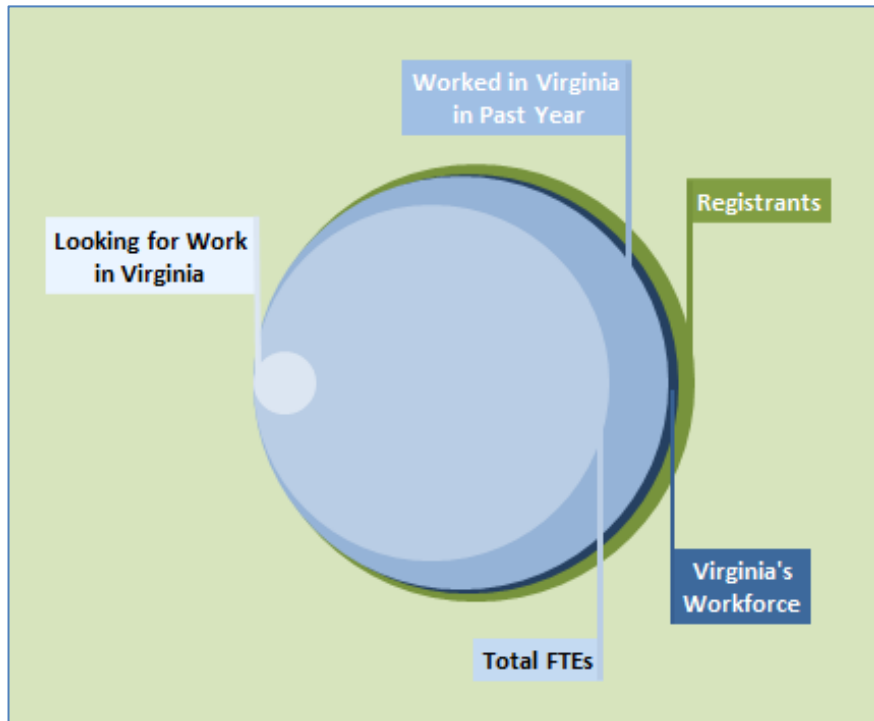 Worked in Virginia
in Past Year
Registrants
Looking for Work
in Virginia
Virginia's
Workforce
Total FTEs